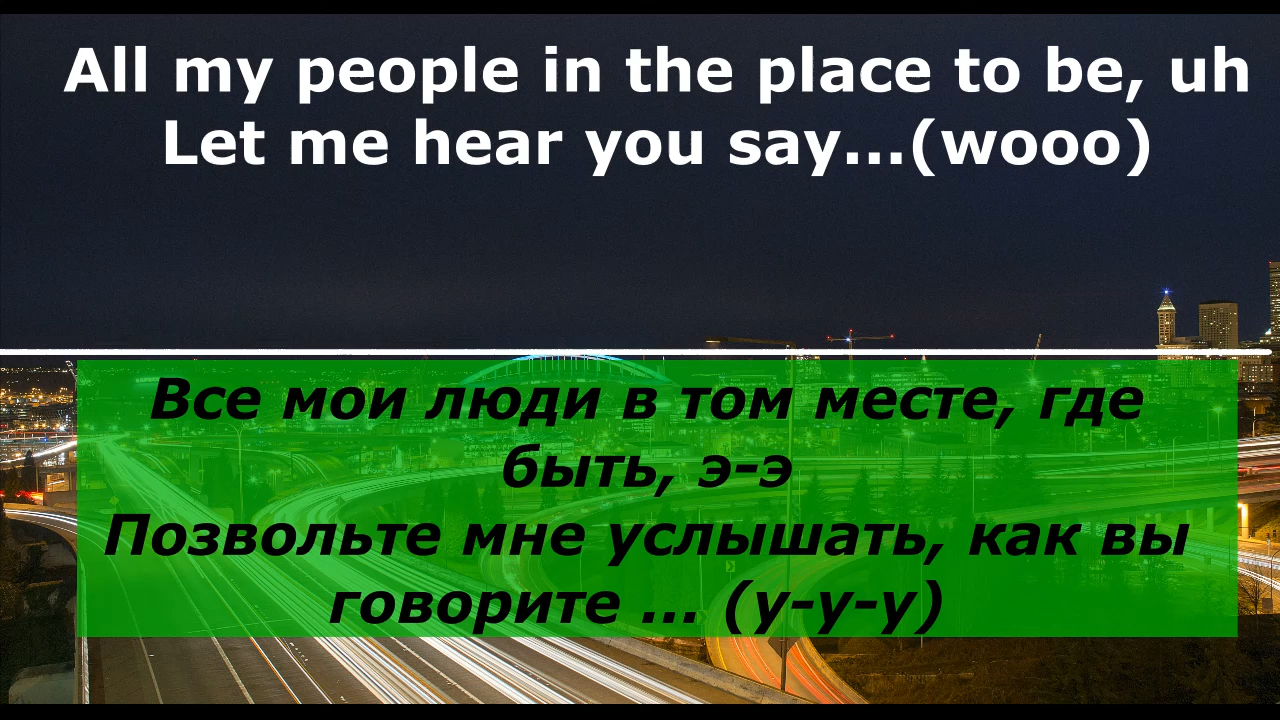 All my people in the place to be, uh
Let me hear you say...(wooo)
Все мои люди в том месте, где
быть, э-э
Позвольте мне услышать, как вы
говорите ... (у-у-у)